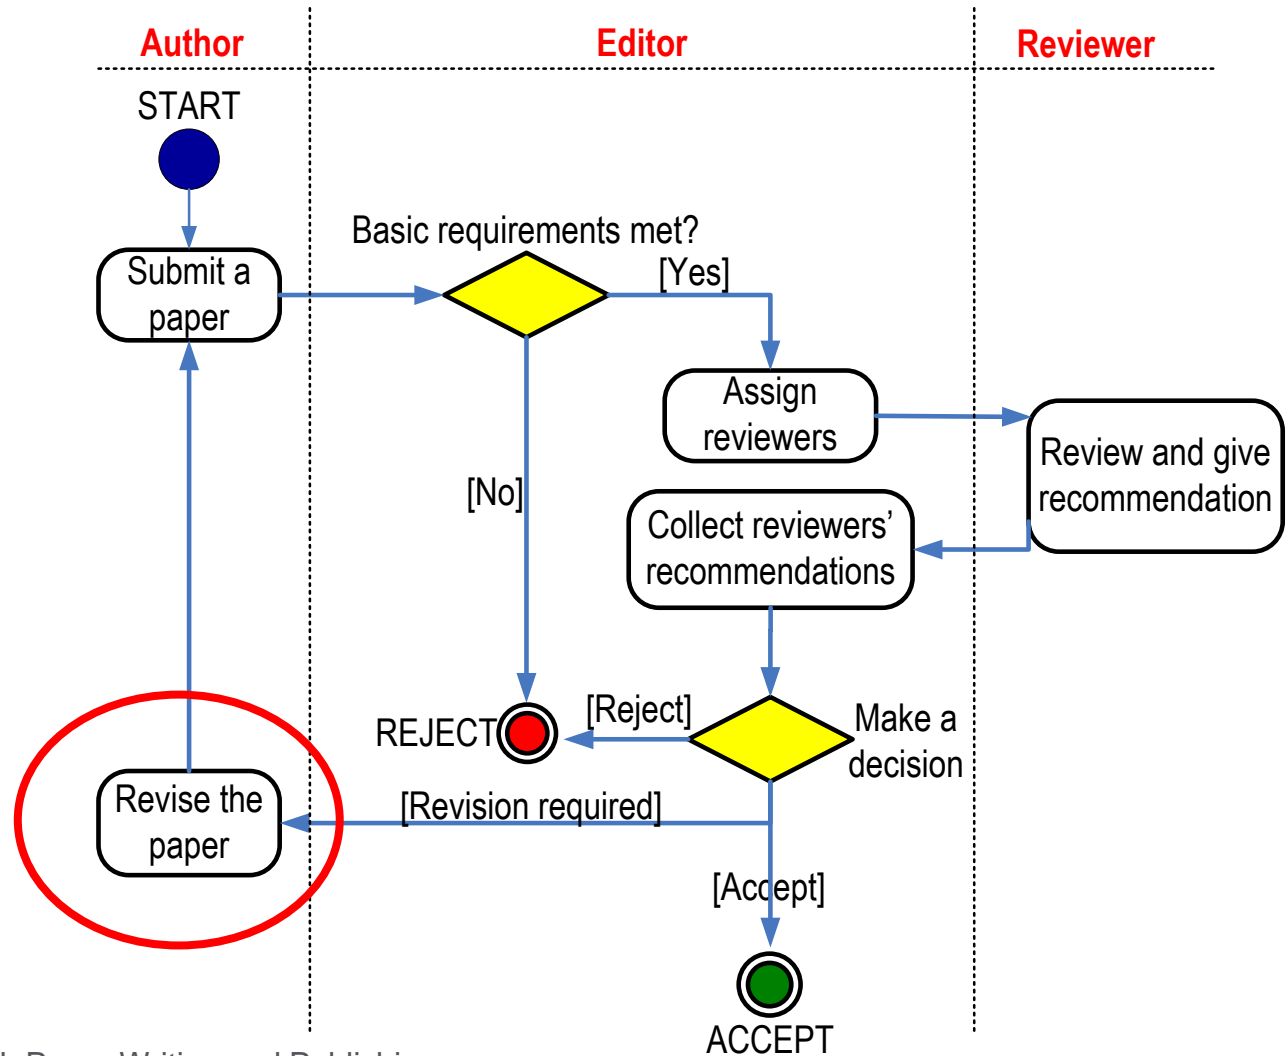 Author
Editor
Reviewer
START
Basic requirements met?
[Yes]
Submit a
paper
Assign
reviewers
Review and give
recommendation
[No]
Collect reviewers’
recommendations
[Reject]
REJECT
Make a
decision
Revise the
paper
[Revision required]
[Accept]
ACCEPT